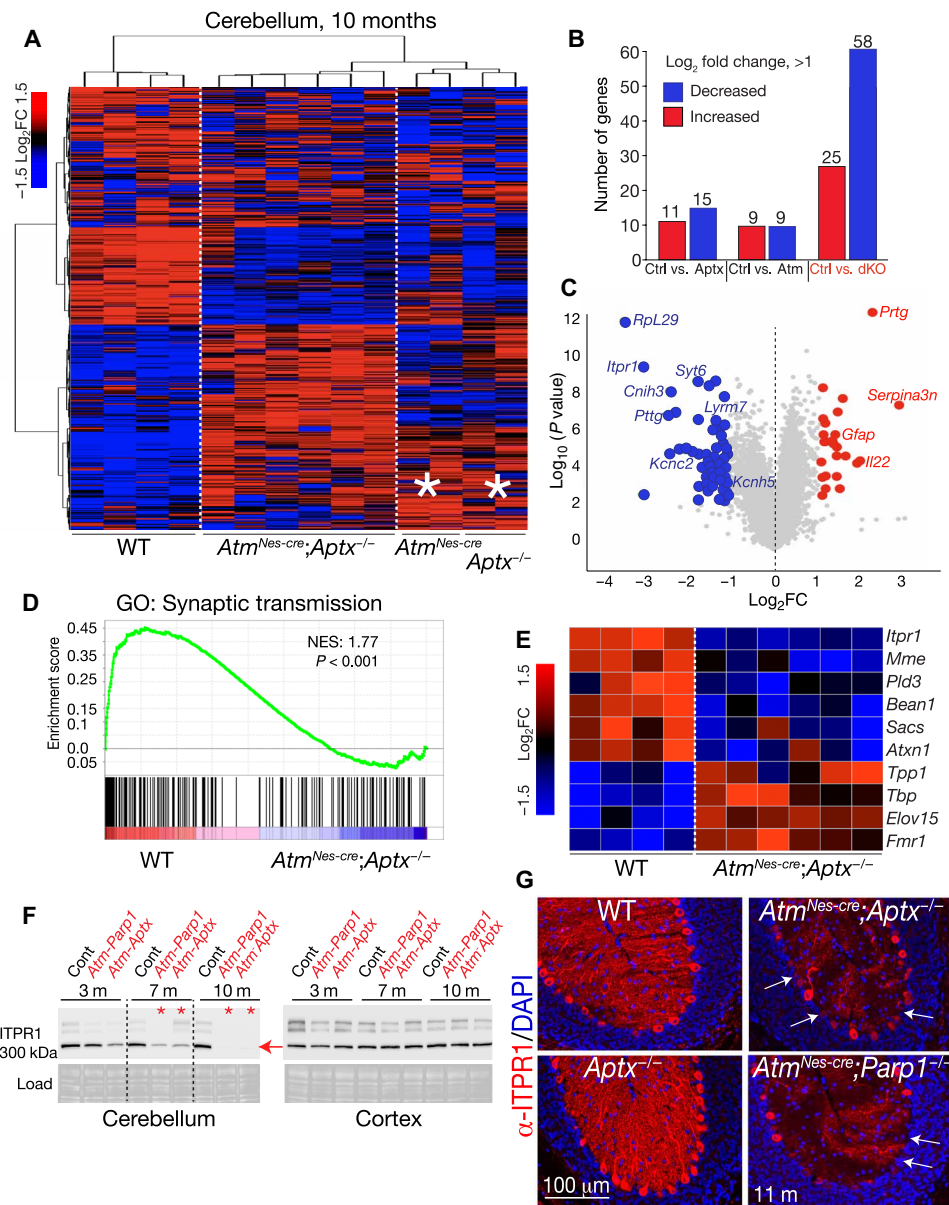 Cerebellum, 10 months
A
−1.5 Log2FC 1.5
WT
AtmNes-cre;Aptx−/−
AtmNes-cre
Aptx−/−
B
Log2 fold change, >1
Decreased
Increased
Number of genes
60
50
40
30
20
10
0
11
15
9
9
25
58
Ctrl vs. Aptx
Ctrl vs. Atm
Ctrl vs. dKO
C
Log10 (P value)
12
10
8
6
4
2
0
RpL29
Itpr1
Syt6
Cnih3
Pttg
Lyrm7
Kcnc2
Kcnh5
Prtg
Serpina3n
Gfap
Il22
−4 −3 −2 −1 0 1 2 3
Log2FC
D
GO: Synaptic transmission
NES: 1.77
P < 0.001
Enrichment score
0.45
0.35
0.25
0.15
0.0
0.05
WT
AtmNes-cre;Aptx−/−
E
−1.5 Log2FC 1.5
Itpr1
Mme
Pld3
Bean1
Sacs
Atxn1
Tpp1
Tbp
Elov15
Fmr1
WT
AtmNes-cre;Aptx−/−
F
Cont Atm-Parp1 Atm-Aptx Cont Atm-Parp1 Atm-Aptx Cont Atm-Parp1 Atm-Aptx
3 m 7 m 10 m
* * * *
ITPR1
300 kDa
Load
Cerebellum
Cont Atm-Parp1 Atm-Aptx Cont Atm-Parp1 Atm-Aptx Cont Atm-Parp1 Atm-Aptx
3 m 7 m 10 m
Cortex
G
α-ITPR1/DAPI
WT
AtmNes-cre;Aptx−/−
Aptx−/−
100 µm
AtmNes-cre;Parp1−/−
11 m